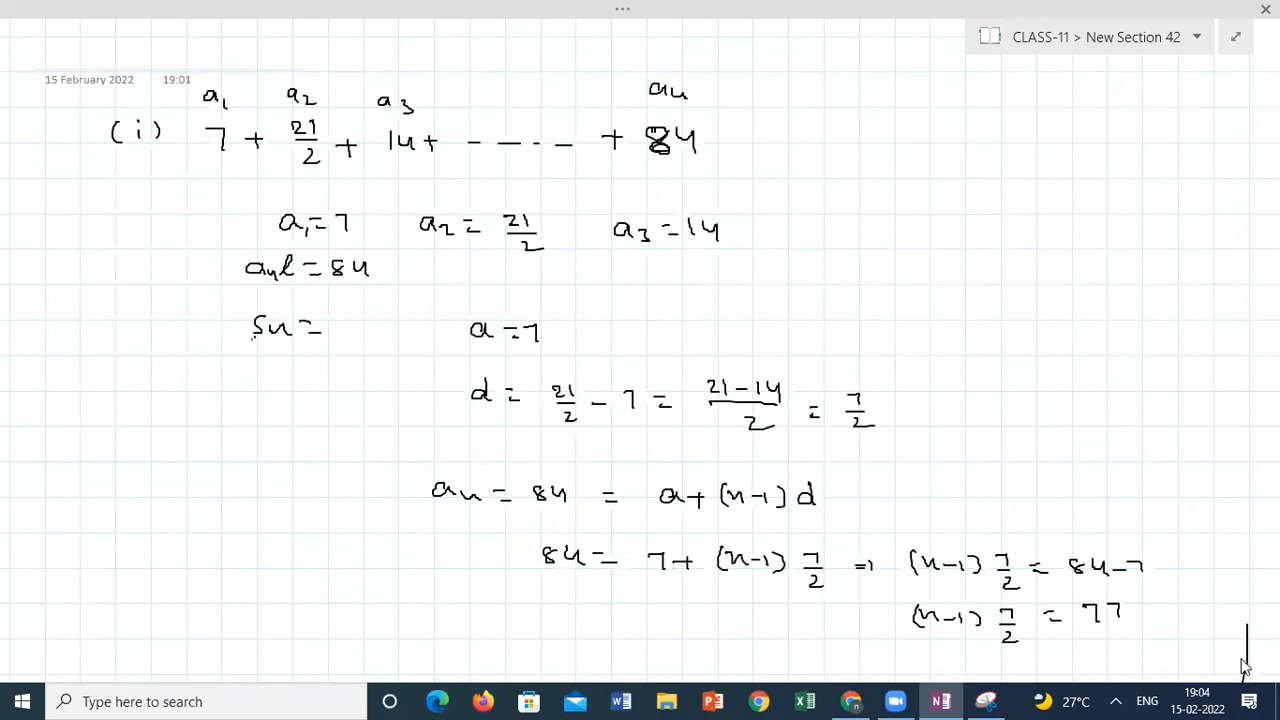 CLASS-11 > New Section 42
15 February 2022 19:01
a₁ a₂ a₃ aₙ
(i) 7 + 21/2 + 14 + - - - - - + 84
a₁ = 7 a₂ = 21/2 a₃ = 14
aₙ l = 84
Sn = a = 7
d = 21/2 - 7 = (21-14)/2 = 7/2
aₙ = 84 = a + (n-1) d
84 = 7 + (n-1) 7/2 ⇒ (n-1) 7/2 = 84-7
(n-1) 7/2 = 77
Type here to search
27°C ENG 19:04
15-02-2022